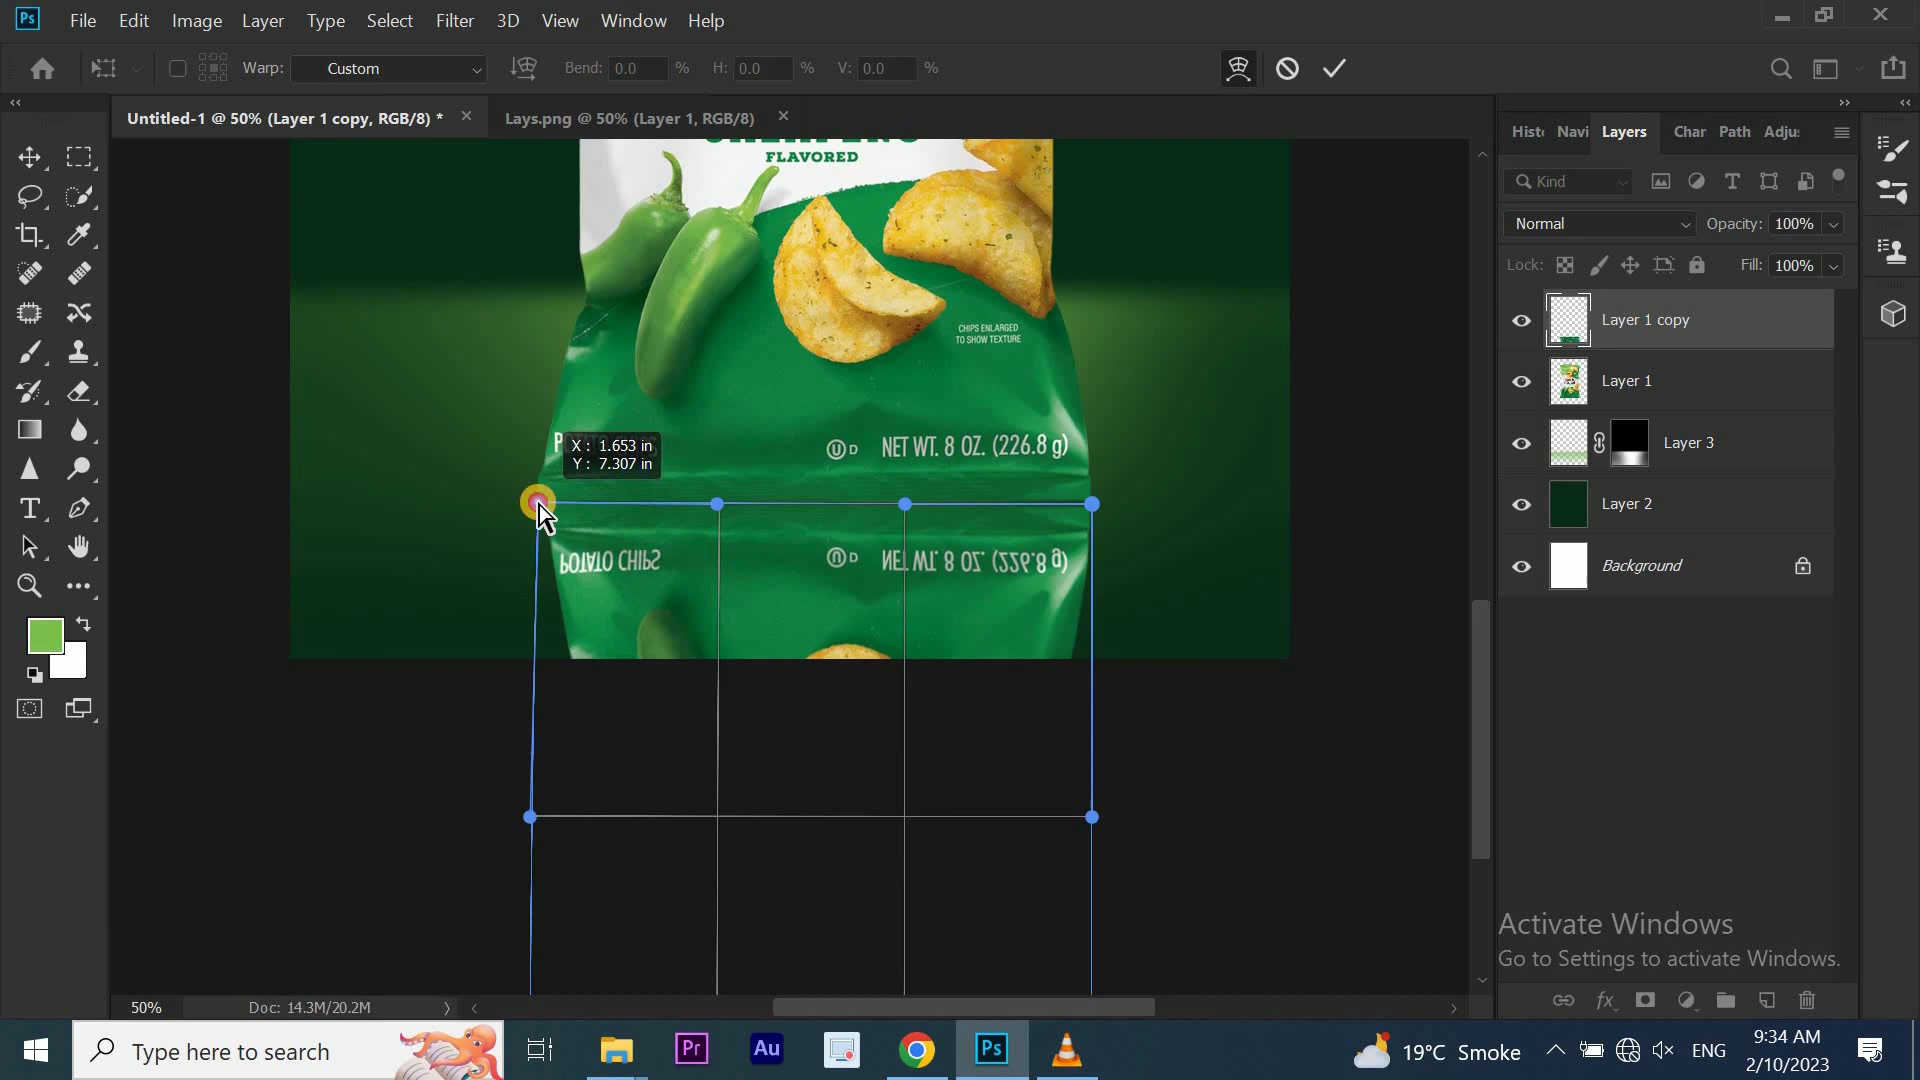 Ps File Edit Image Layer Type Select Filter 3D View Window Help
Warp: Custom Bend: 0.0 % H: 0.0 % V: 0.0 %
Untitled-1 @ 50% (Layer 1 copy, RGB/8) * ×
Lays.png @ 50% (Layer 1, RGB/8) ×
FLAVORED
CHIPS ENLARGED
TO SHOW TEXTURE
NET WT. 8 OZ. (226.8 g)
X : 1.653 in
Y : 7.307 in
POTATO CHIPS
NET WT. 8 OZ. (226.8 g)
Histo Navi Layers Char Path Adju:
Kind
Normal Opacity: 100%
Lock: Fill: 100%
Layer 1 copy
Layer 1
Layer 3
Layer 2
Background
Activate Windows
Go to Settings to activate Windows.
50% Doc: 14.3M/20.2M
Type here to search
Pr
Au
Ps
19°C Smoke
ENG
9:34 AM
2/10/2023